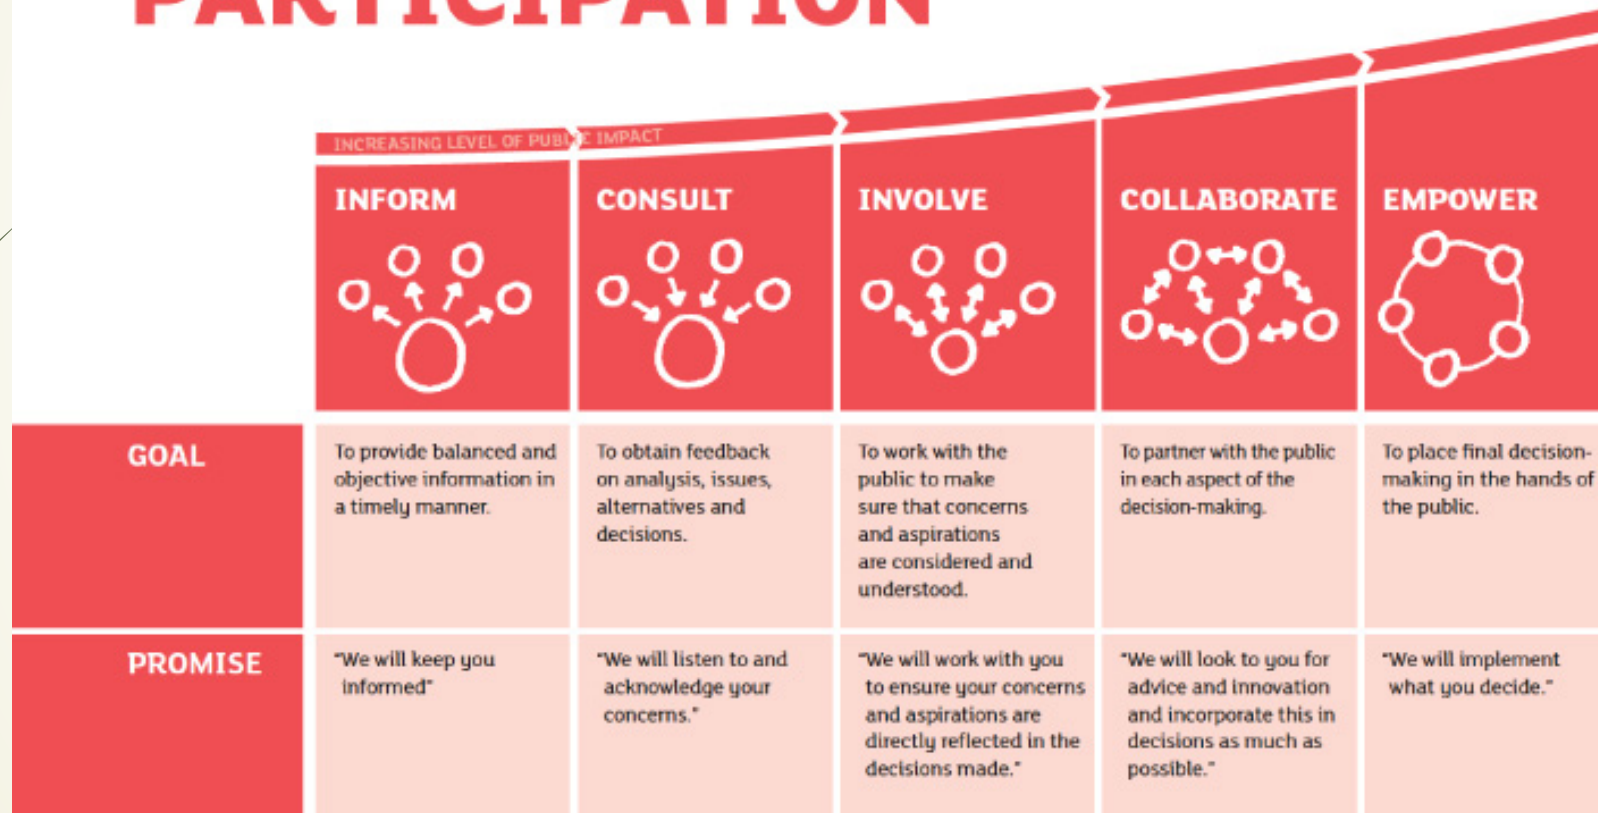 PARTICIPATION
INCREASING LEVEL OF PUBLIC IMPACT
INFORM
CONSULT
INVOLVE
COLLABORATE
EMPOWER
GOAL
To provide balanced and
objective information in
a timely manner.
To obtain feedback
on analysis, issues,
alternatives and
decisions.
To work with the
public to make
sure that concerns
and aspirations
are considered and
understood.
To partner with the public
in each aspect of the
decision-making.
To place final decision-
making in the hands of
the public.
PROMISE
"We will keep you
informed"
"We will listen to and
acknowledge your
concerns."
"We will work with you
to ensure your concerns
and aspirations are
directly reflected in the
decisions made."
"We will look to you for
advice and innovation
and incorporate this in
decisions as much as
possible."
"We will implement
what you decide."